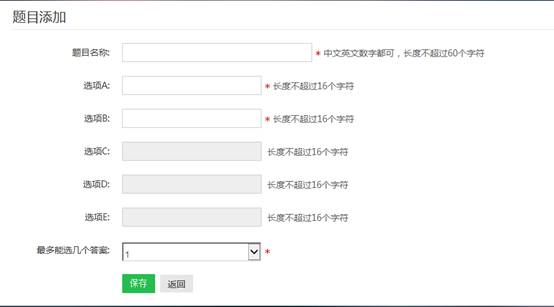 题目添加
题目名称: * 中文英文数字都可，长度不超过60个字符
选项A: * 长度不超过16个字符
选项B: * 长度不超过16个字符
选项C: 长度不超过16个字符
选项D: 长度不超过16个字符
选项E: 长度不超过16个字符
最多能选几个答案: 1 *
保存 返回